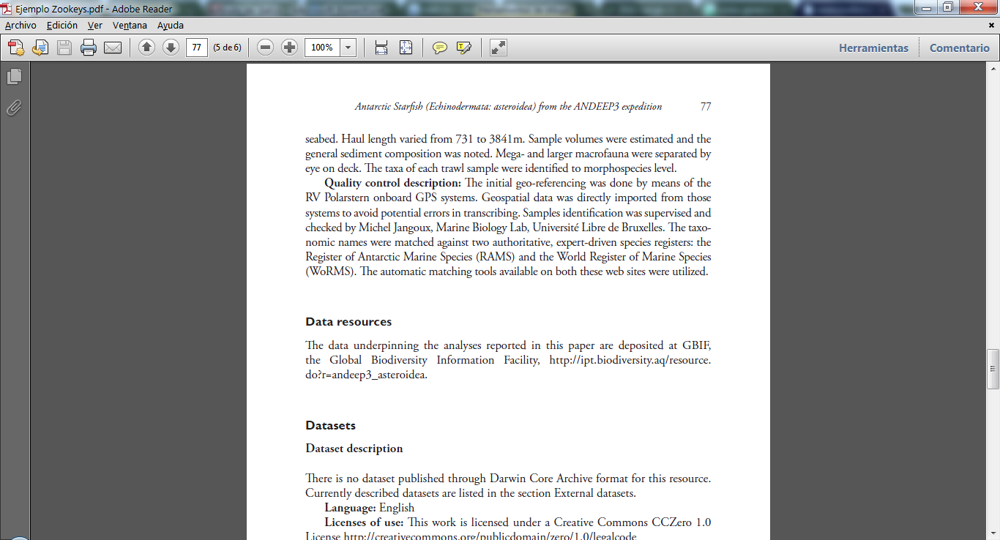 Ejemplo Zookeys.pdf - Adobe Reader
Archivo Edición Ver Ventana Ayuda
77 (5 de 6) 100% Herramientas Comentario
Antarctic Starfish (Echinodermata: asteroidea) from the ANDEEP3 expedition 77
seabed. Haul length varied from 731 to 3841m. Sample volumes were estimated and the
general sediment composition was noted. Mega- and larger macrofauna were separated by
eye on deck. The taxa of each trawl sample were identified to morphospecies level.
Quality control description: The initial geo-referencing was done by means of the
RV Polarstern onboard GPS systems. Geospatial data was directly imported from those
systems to avoid potential errors in transcribing. Samples identification was supervised and
checked by Michel Jangoux, Marine Biology Lab, Université Libre de Bruxelles. The taxo-
nomic names were matched against two authoritative, expert-driven species registers: the
Register of Antarctic Marine Species (RAMS) and the World Register of Marine Species
(WoRMS). The automatic matching tools available on both these web sites were utilized.
Data resources
The data underpinning the analyses reported in this paper are deposited at GBIF,
the Global Biodiversity Information Facility, http://ipt.biodiversity.aq/resource.
do?r=andeep3_asteroidea.
Datasets
Dataset description
There is no dataset published through Darwin Core Archive format for this resource.
Currently described datasets are listed in the section External datasets.
Language: English
Licenses of use: This work is licensed under a Creative Commons CCZero 1.0
License http://creativecommons.org/publicdomain/zero/1.0/legalcode